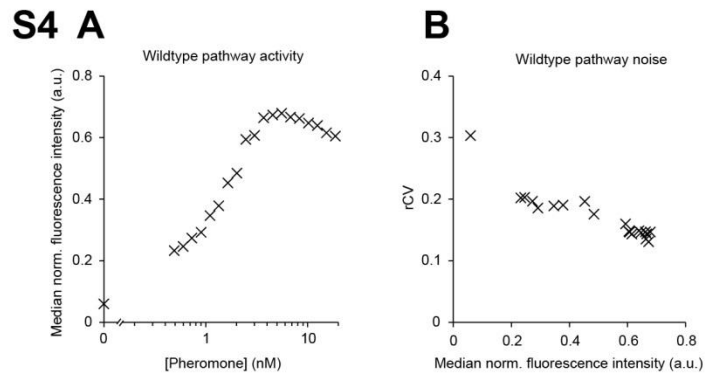 S4 A
Wildtype pathway activity
Median norm. fluorescence intensity (a.u.)
0.8
0.6
0.4
0.2
0
0
1
10
[Pheromone] (nM)
B
Wildtype pathway noise
rCV
0.4
0.3
0.2
0.1
0
0
0.2
0.4
0.6
0.8
Median norm. fluorescence intensity (a.u.)